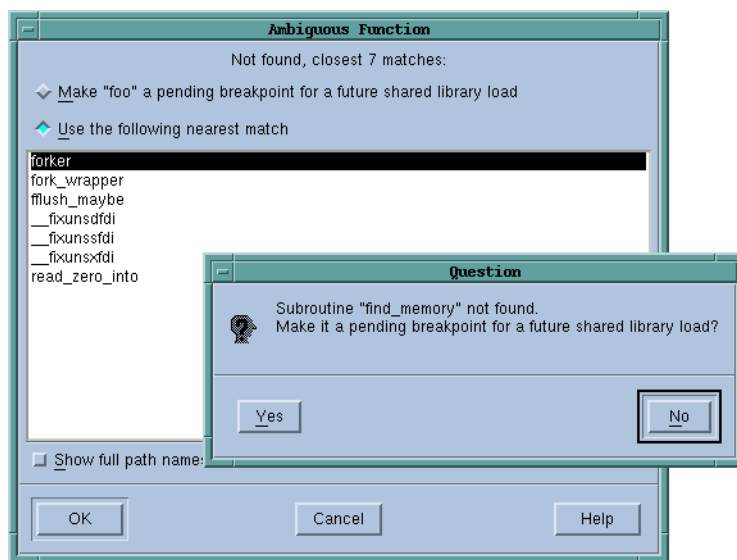 Ambiguous Function
Not found, closest 7 matches:
Make "foo" a pending breakpoint for a future shared library load
Use the following nearest match
forker
fork_wrapper
fflush_maybe
__fixunsdfdi
__fixunssfdi
__fixunsxfdi
read_zero_into
Question
Subroutine "find_memory" not found.
Make it a pending breakpoint for a future shared library load?
Yes
No
Show full path name
OK
Cancel
Help